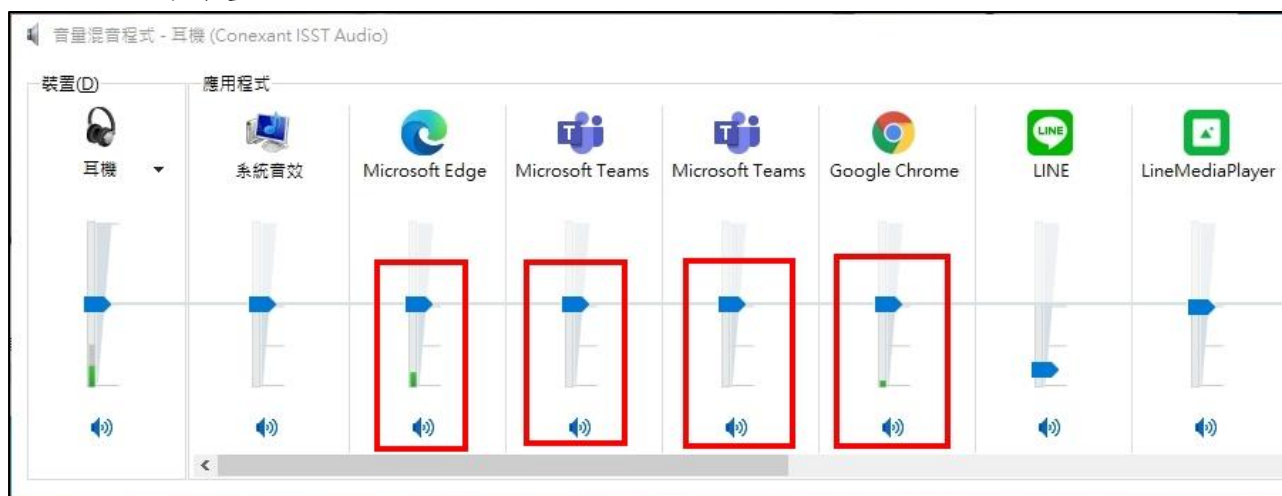 音量混音程式 - 耳機 (Conexant ISST Audio)
裝置(D)
應用程式
耳機
系統音效
Microsoft Edge
Microsoft Teams
Microsoft Teams
Google Chrome
LINE
LineMediaPlayer